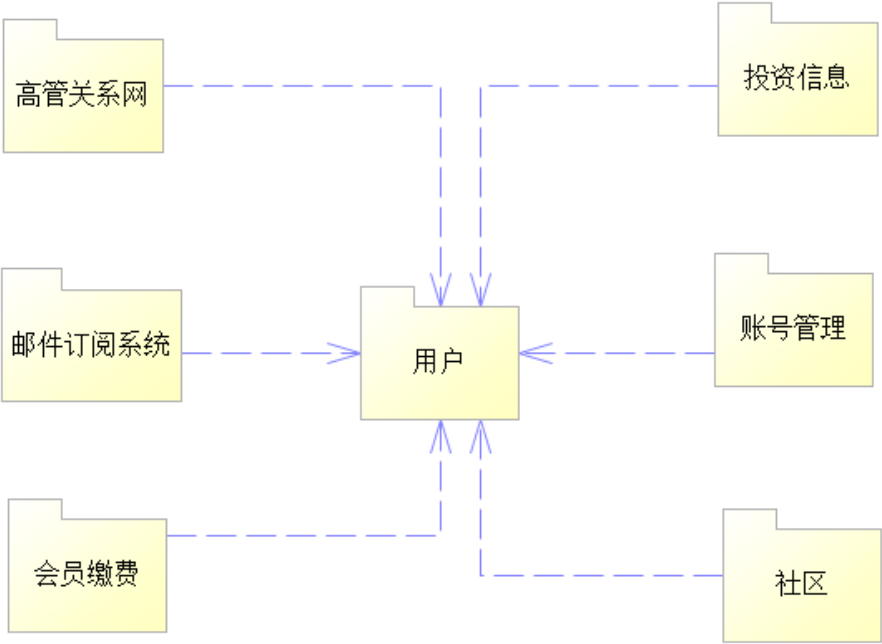 高管关系网
投资信息
邮件订阅系统
用户
账号管理
会员缴费
社区